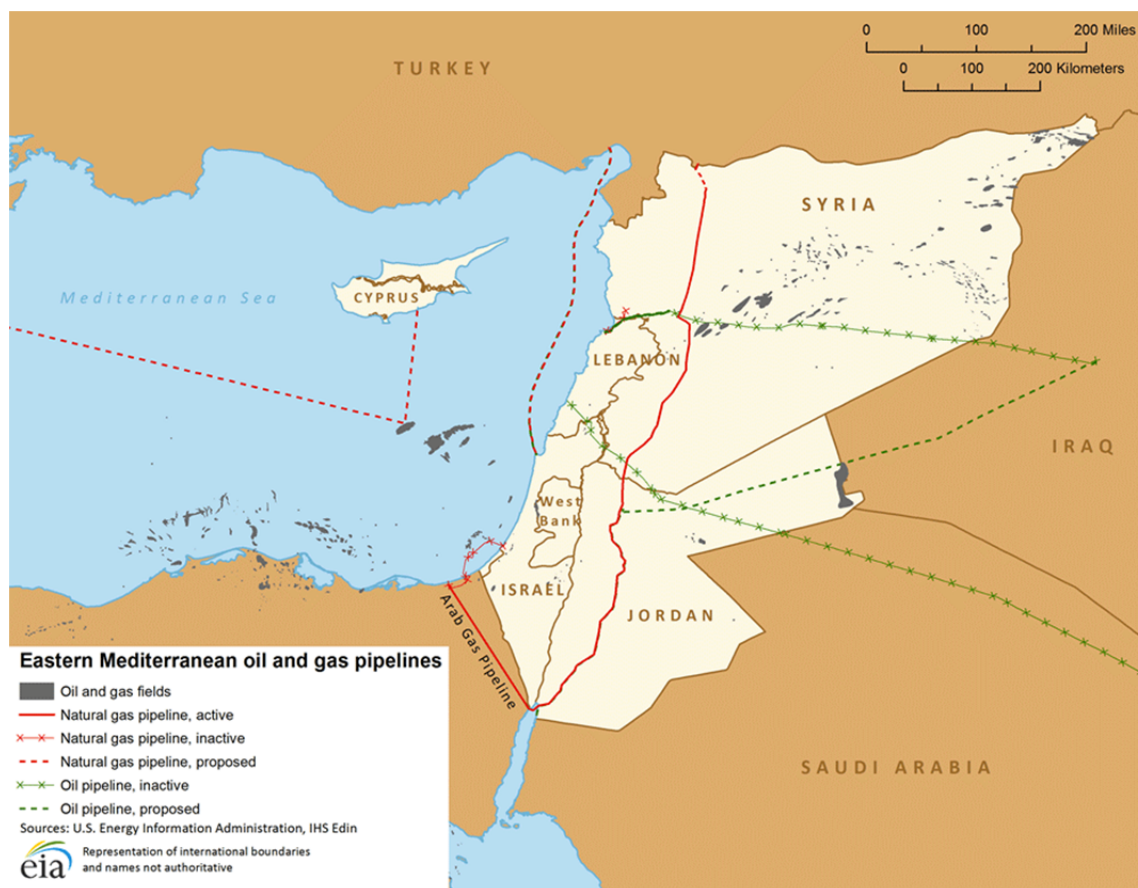 0 100 200 Miles
0 100 200 Kilometers
TURKEY
SYRIA
Mediterranean Sea
CYPRUS
LEBANON
IRAQ
West
Bank
ISRAEL
JORDAN
Arab Gas Pipeline
SAUDI ARABIA
Eastern Mediterranean oil and gas pipelines
Oil and gas fields
Natural gas pipeline, active
Natural gas pipeline, inactive
Natural gas pipeline, proposed
Oil pipeline, inactive
Oil pipeline, proposed
Sources: U.S. Energy Information Administration, IHS Edin
eia
Representation of international boundaries
and names not authoritative